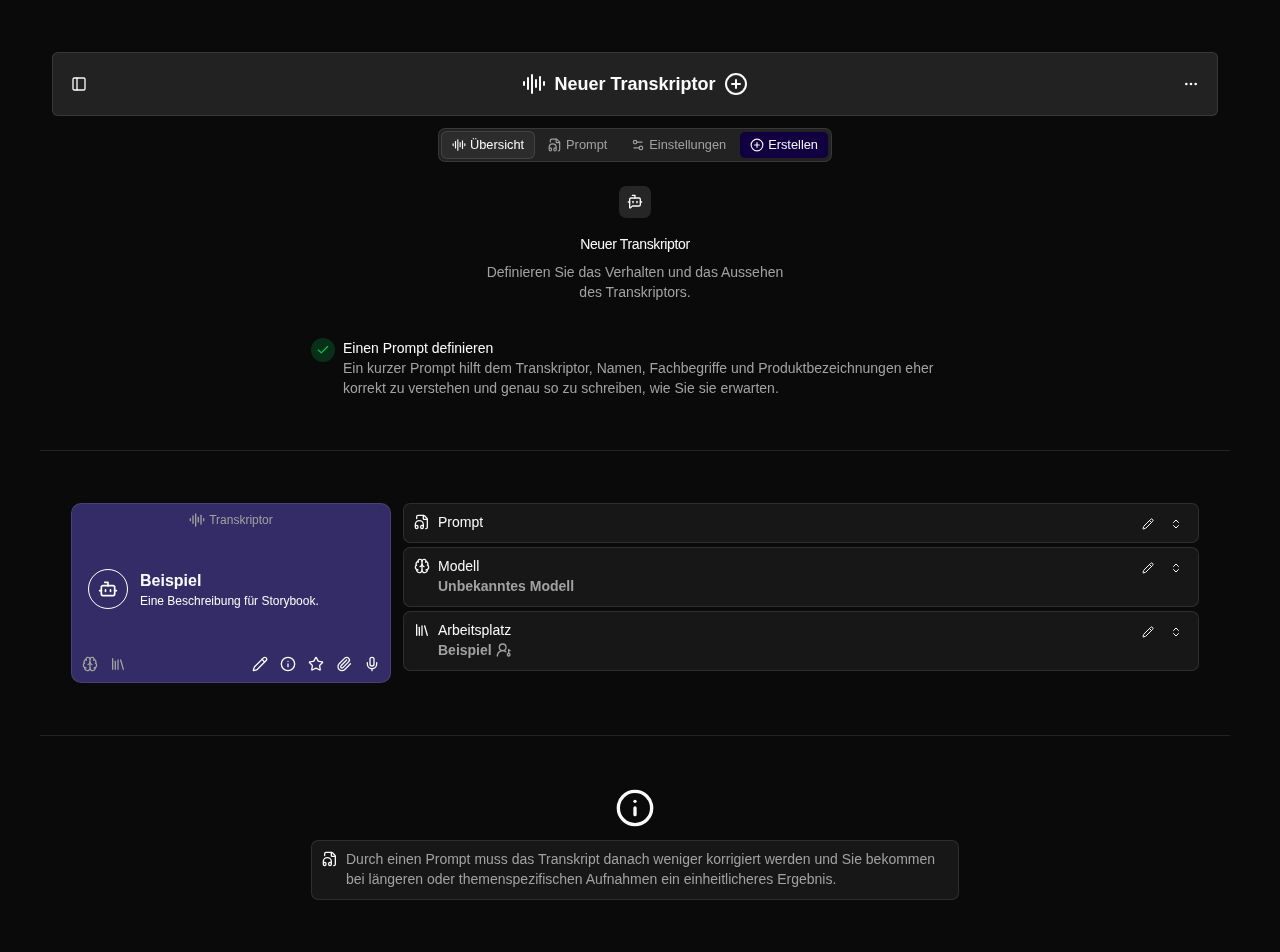 Neuer Transkriptor
Übersicht
Prompt
Einstellungen
Erstellen
Neuer Transkriptor
Definieren Sie das Verhalten und das Aussehen
des Transkriptors.
Einen Prompt definieren
Ein kurzer Prompt hilft dem Transkriptor, Namen, Fachbegriffe und Produktbezeichnungen eher
korrekt zu verstehen und genau so zu schreiben, wie Sie sie erwarten.
Transkriptor
Beispiel
Eine Beschreibung für Storybook.
Prompt
Modell
Unbekanntes Modell
Arbeitsplatz
Beispiel
Durch einen Prompt muss das Transkript danach weniger korrigiert werden und Sie bekommen
bei längeren oder themenspezifischen Aufnahmen ein einheitlicheres Ergebnis.